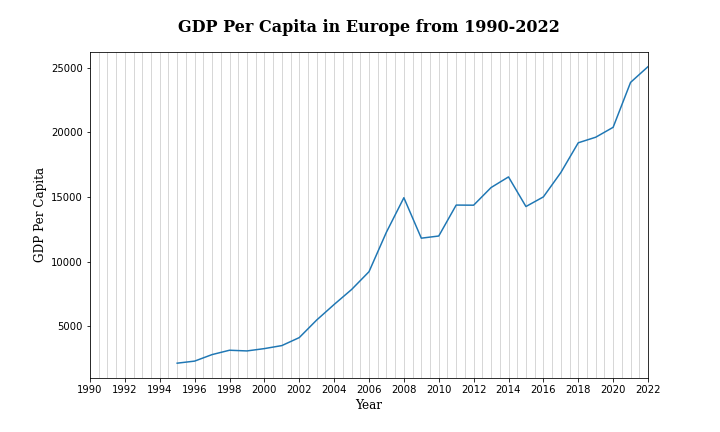 GDP Per Capita in Europe from 1990-2022
25000
20000
15000
10000
5000
GDP Per Capita
1990 1992 1994 1996 1998 2000 2002 2004 2006 2008 2010 2012 2014 2016 2018 2020 2022
Year